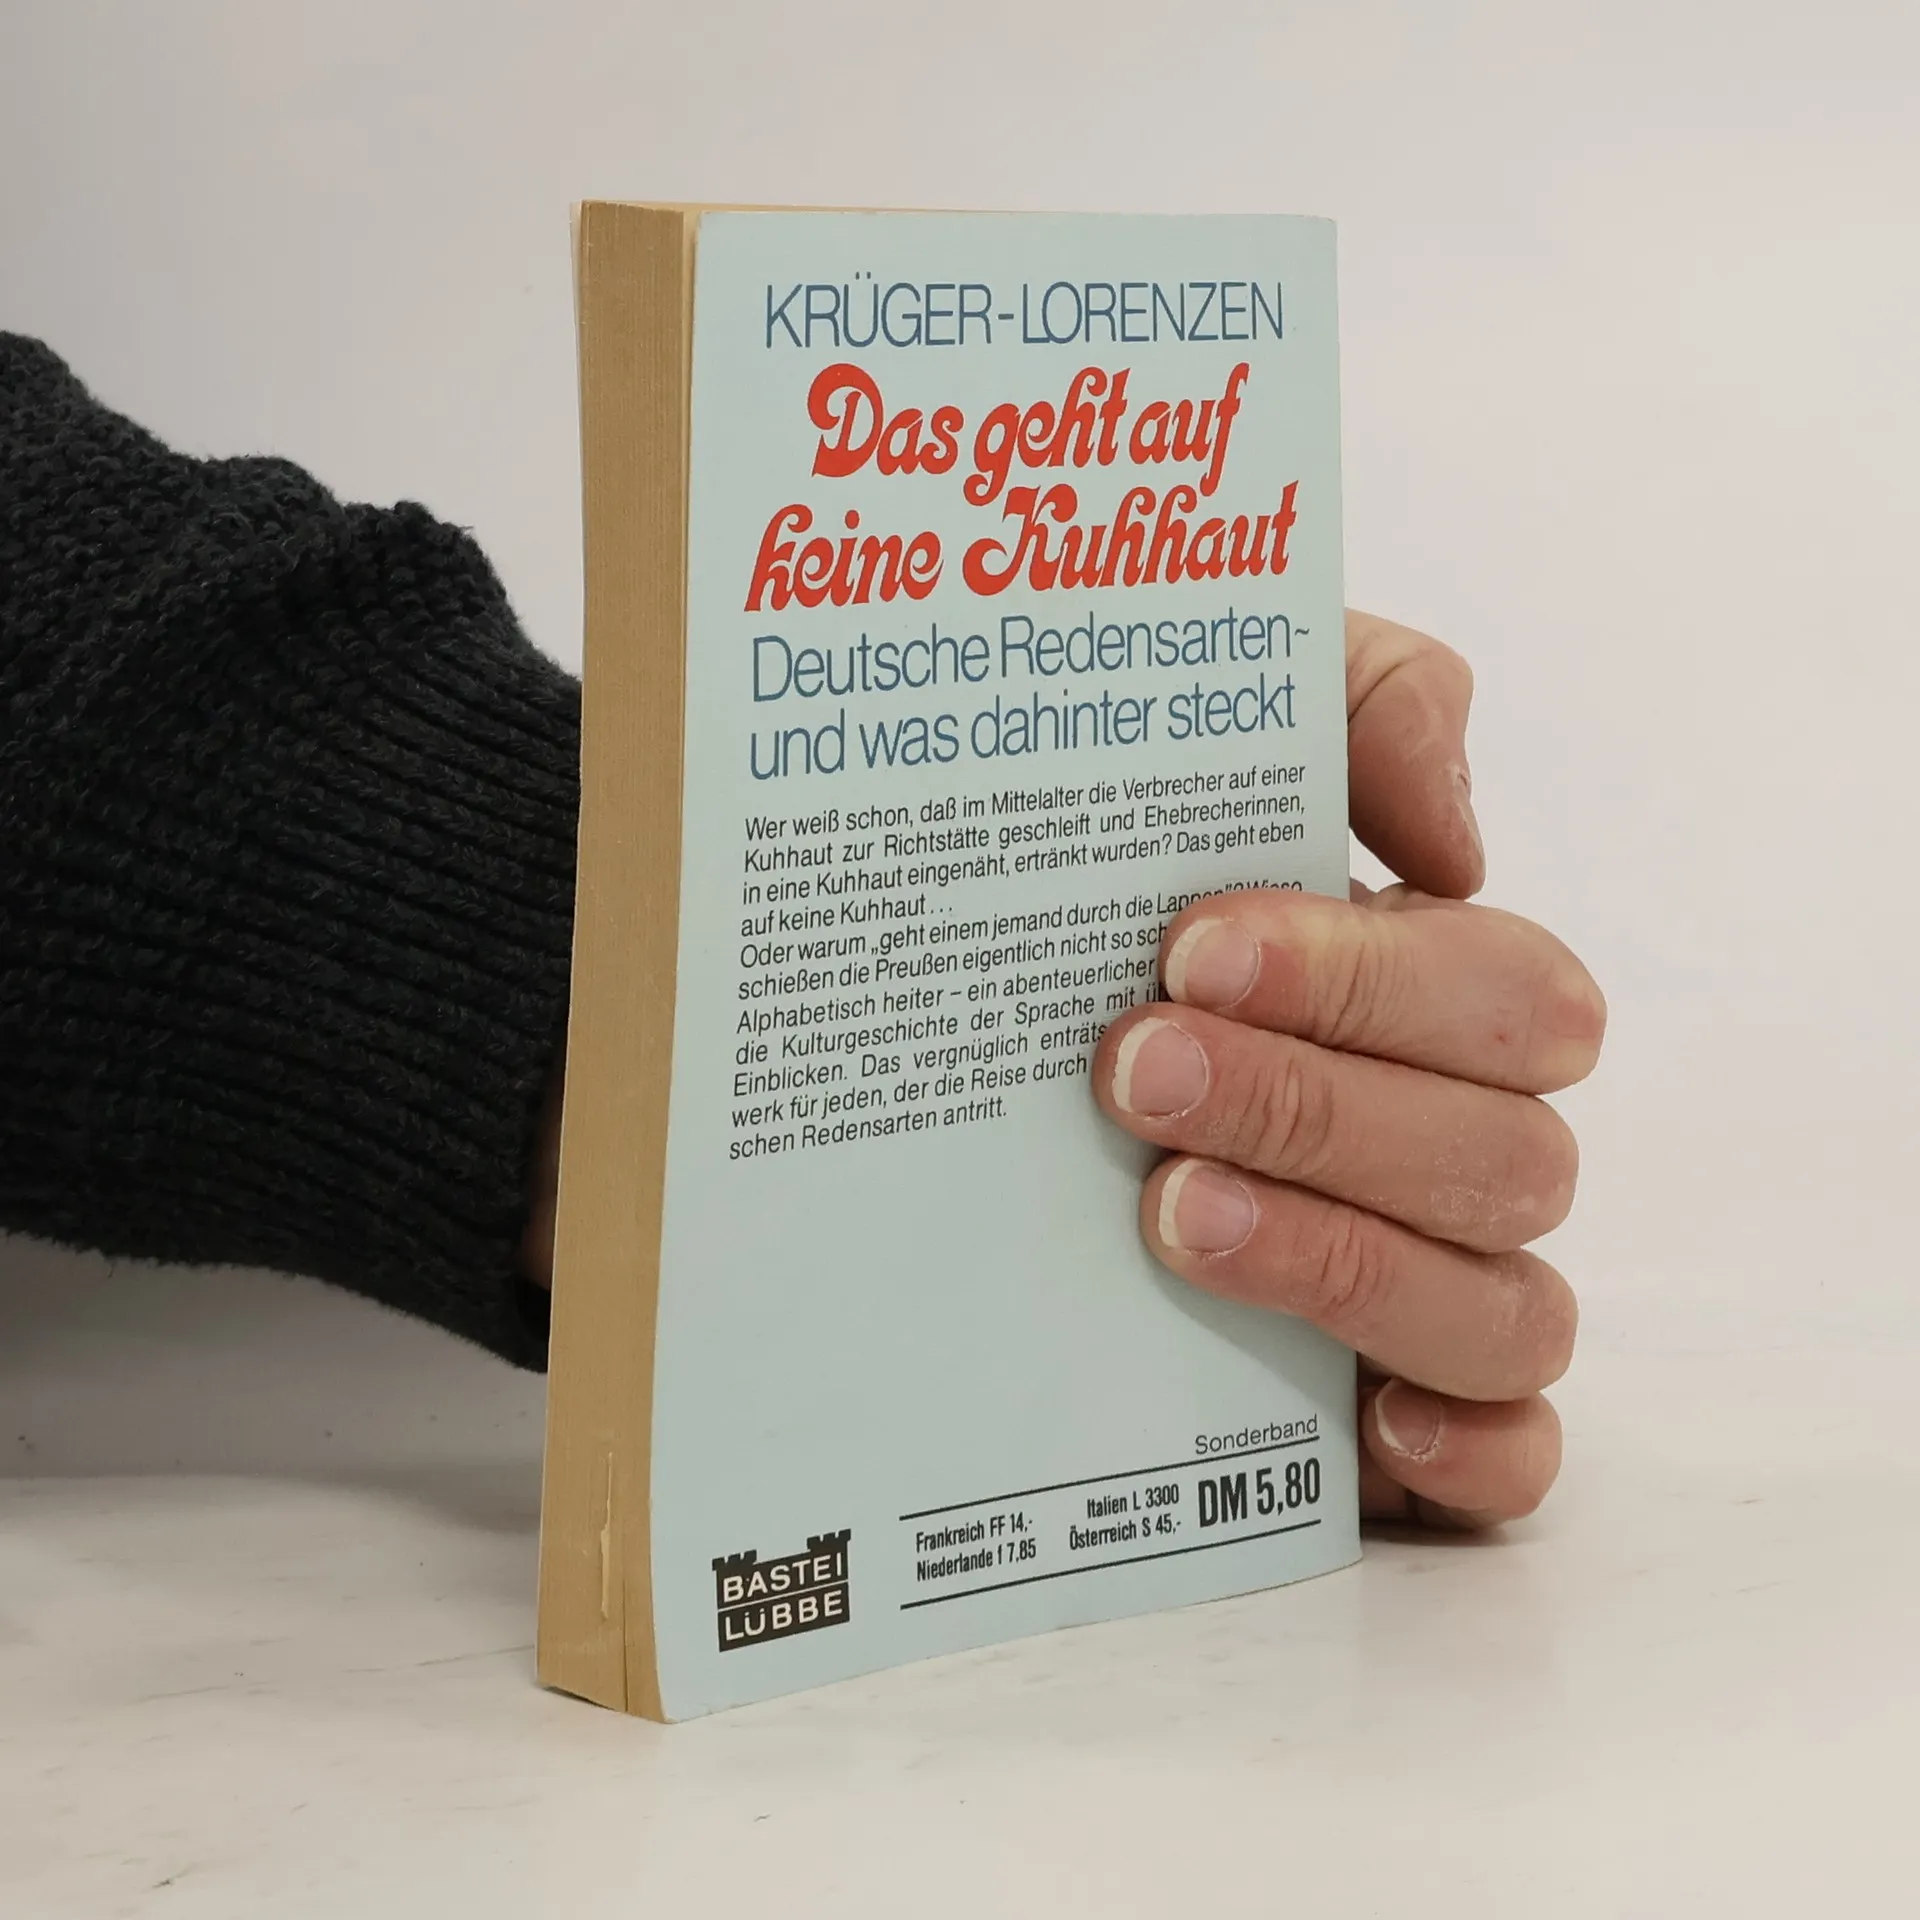 KRÜGER-LORENZEN
Das geht auf
keine Kuhhaut
Deutsche Redensarten-
und was dahinter steckt
Wer weiß schon, daß im Mittelalter die Verbrecher auf einer
Kuhhaut zur Richtstätte geschleift und Ehebrecherinnen,
in eine Kuhhaut eingenäht, ertränkt wurden? Das geht eben
auf keine Kuhhaut...
Oder warum „geht einem jemand durch die Lappen"? Wieso
schießen die Preußen eigentlich nicht so
Alphabetisch heiter – ein abenteuerlicher
die Kulturgeschichte der Sprache mit
Einblicken. Das vergnüglich
werk für jeden, der die Reise durch
schen Redensarten antritt.
Sonderband
Frankreich FF 14,- Italien L 3300 DM 5,80
Niederlande f 7,85 Österreich S 45,-
BASTEI
LÜBBE